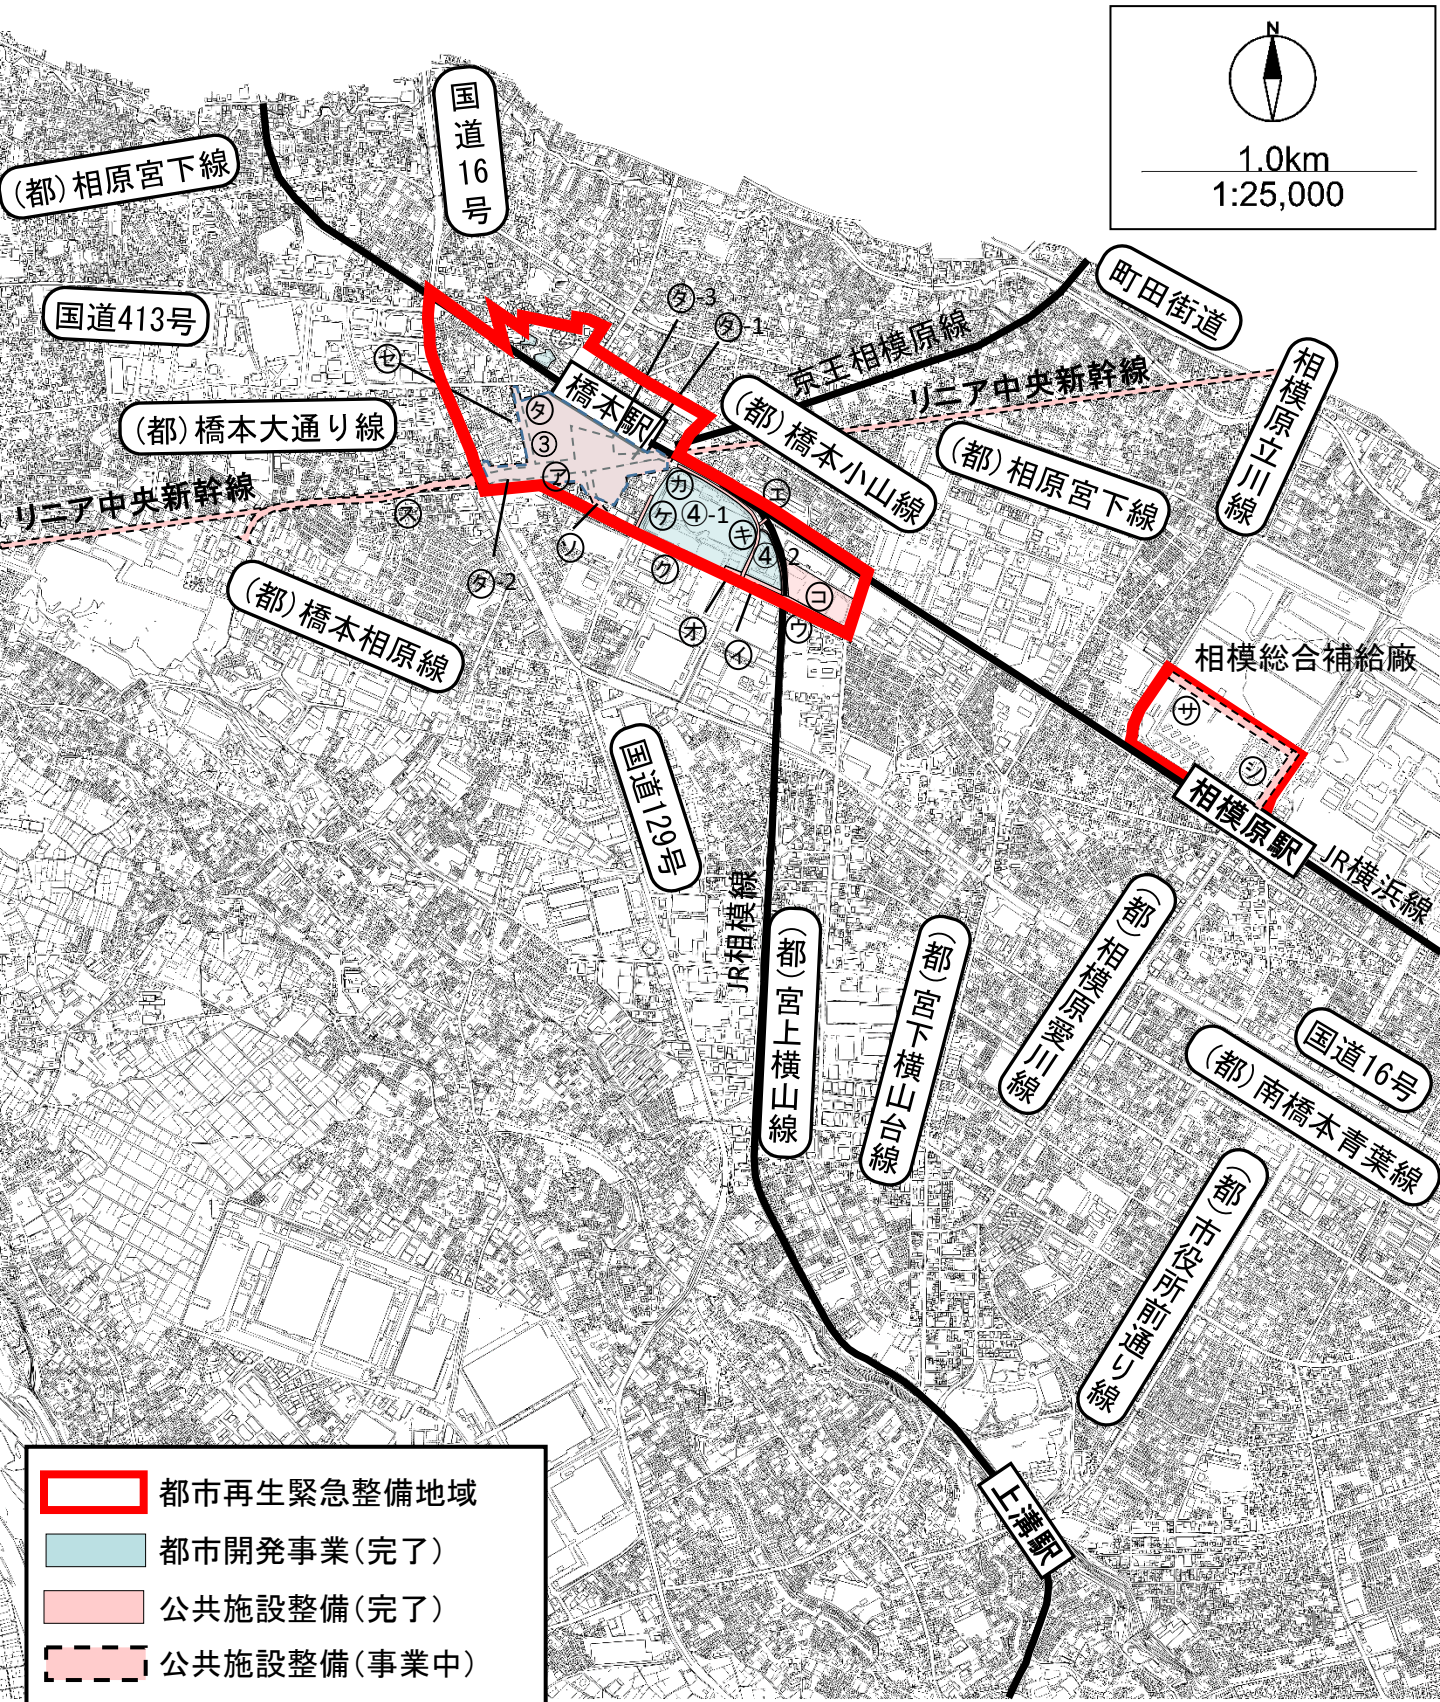 N
1.0km
1:25,000
国道16号
(都)相原宮下線
町田街道
国道413号
㋟-3
㋟-1
京王相模原線
リニア中央新幹線
相模原立川線
㋝
橋本駅
(都)橋本小山線
(都)相原宮下線
(都)橋本大通り線
㋟
③
㋐
リニア中央新幹線
㋜
㋕
㋘
④-1
㋓
㋖
④-2
㋟-2
㋞
㋗
㋙
(都)橋本相原線
㋔
㋑
㋒
相模総合補給廠
㋚
㋛
相模原駅
JR横浜線
国道129号
JR相模線
(都)宮上横山線
(都)宮下横山台線
(都)相模原愛川線
国道16号
(都)南橋本青葉線
(都)市役所前通り線
上溝駅
都市再生緊急整備地域
都市開発事業(完了)
公共施設整備(完了)
公共施設整備(事業中)